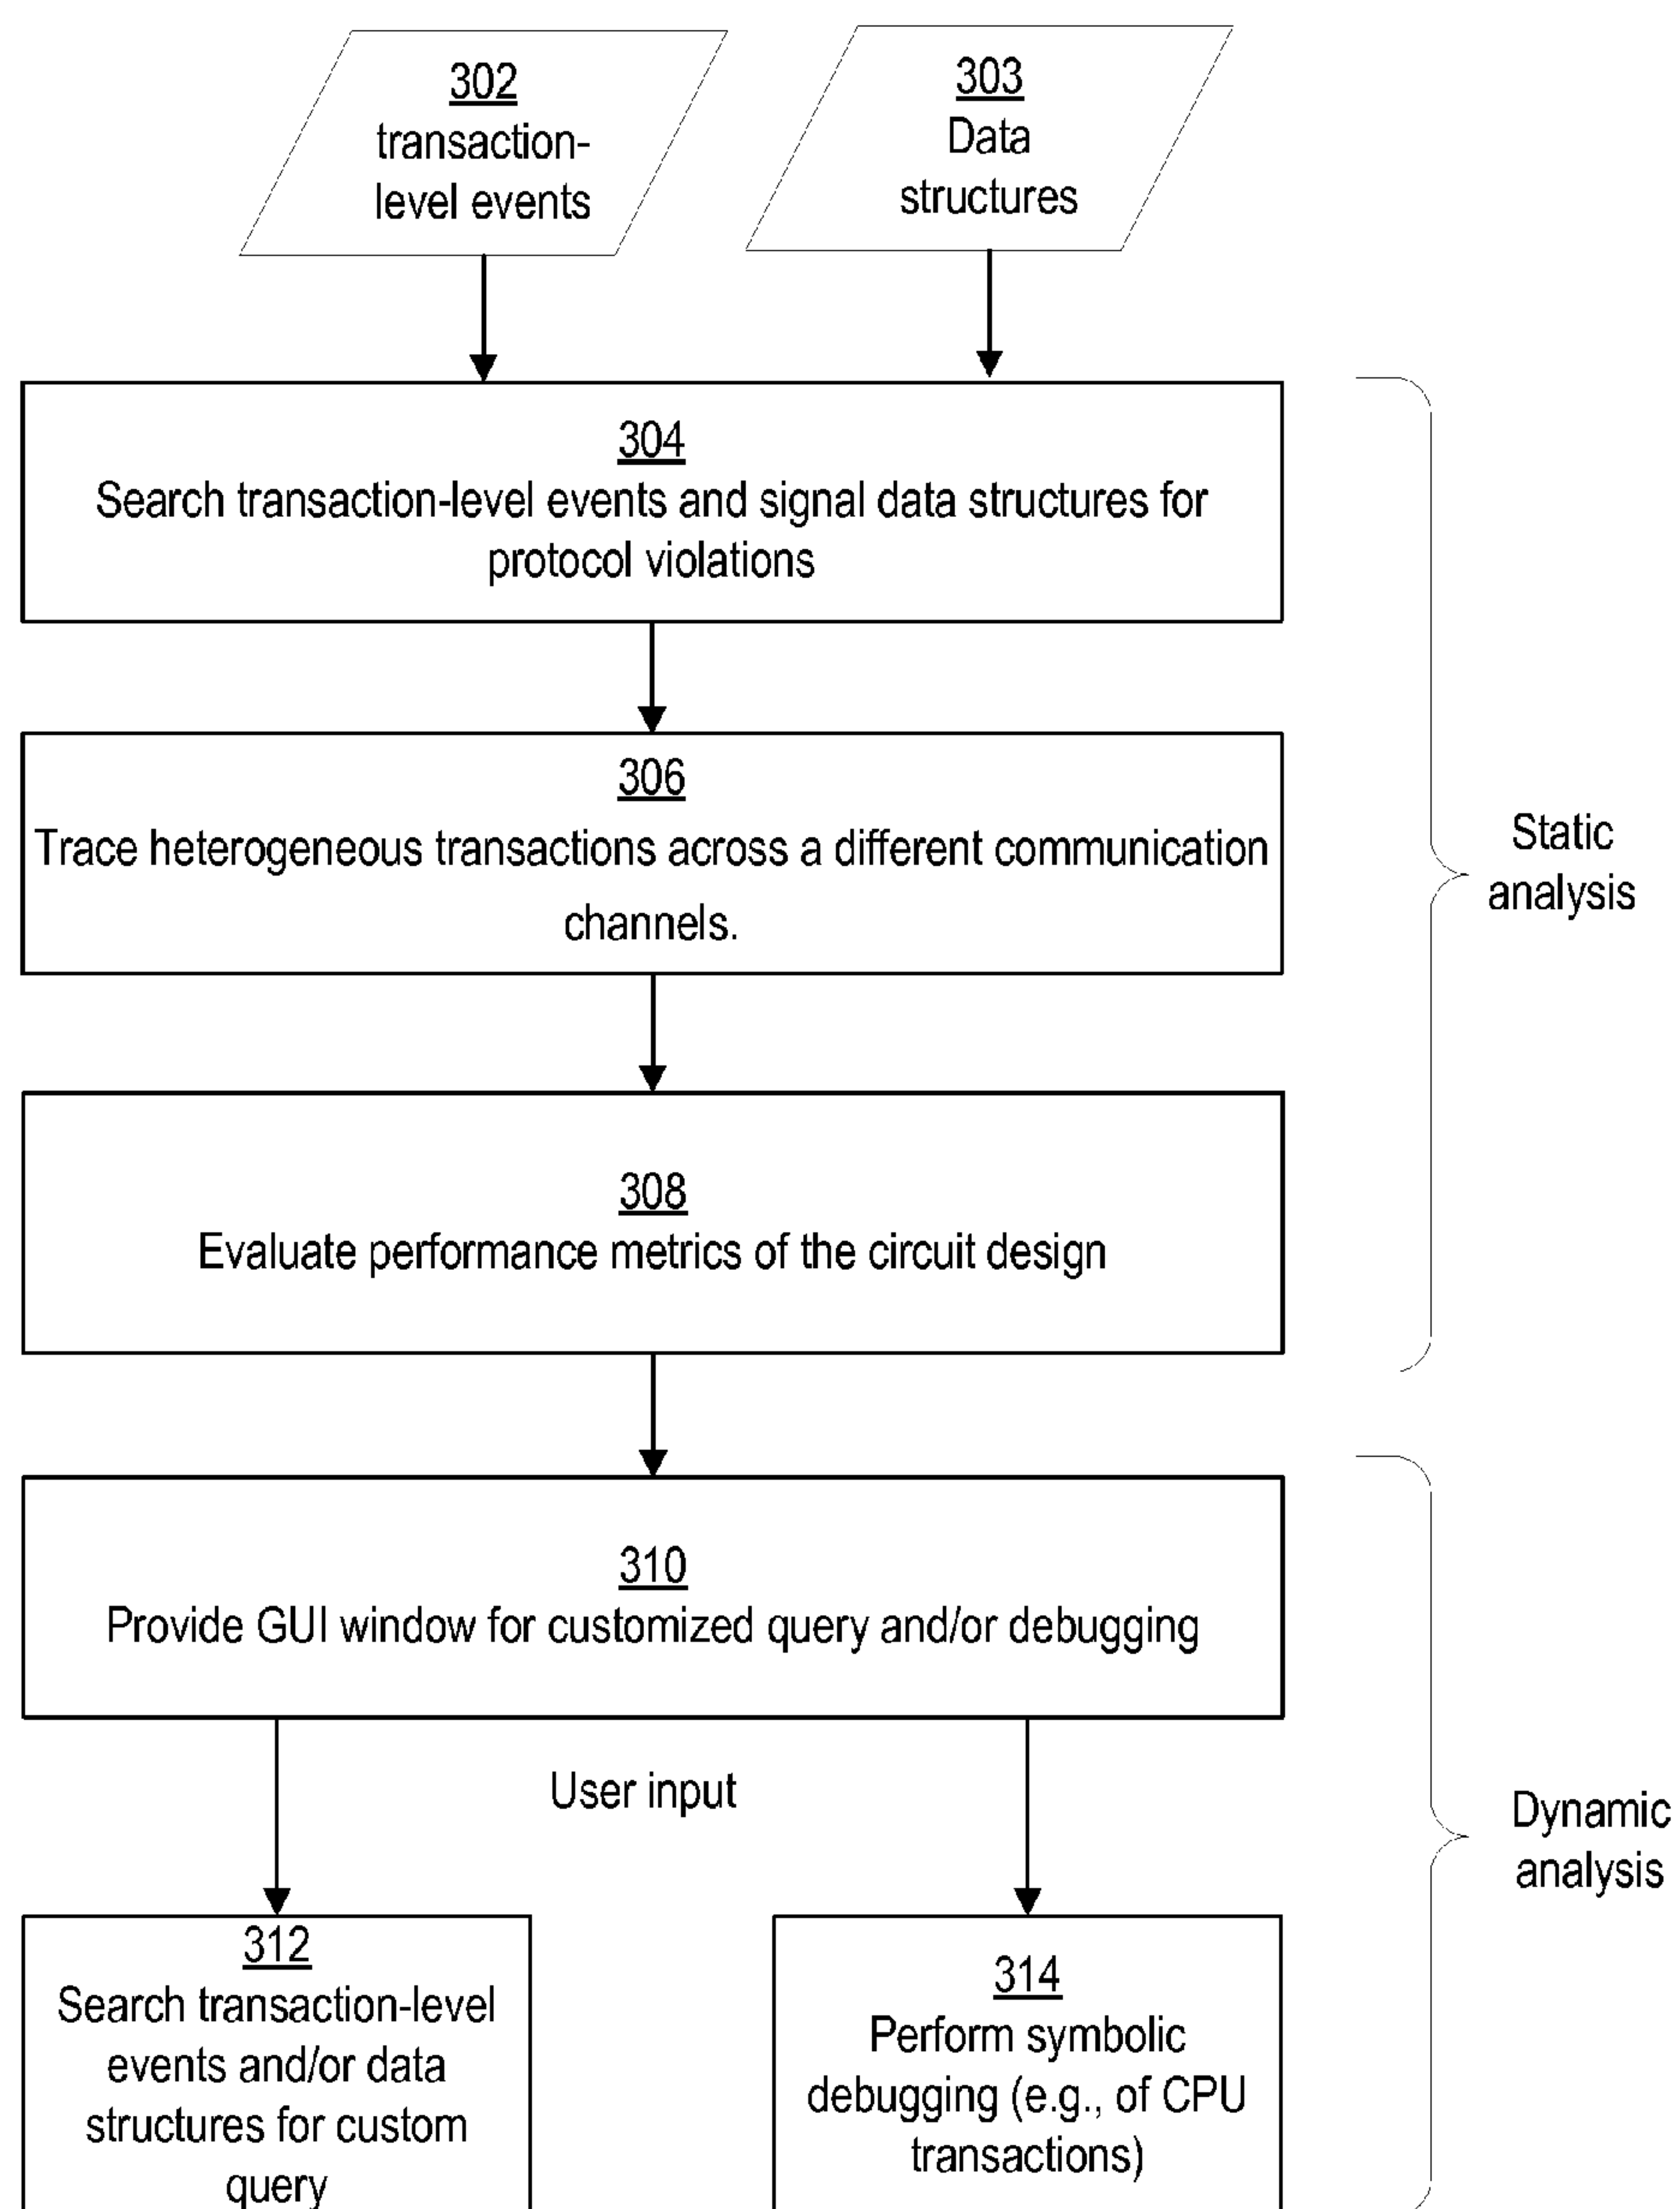 302
transaction-
level events
303
Data
structures
304
Search transaction-level events and signal data structures for
protocol violations
306
Trace heterogeneous transactions across a different communication
channels.
Static
analysis
308
Evaluate performance metrics of the circuit design
310
Provide GUI window for customized query and/or debugging
User input
Dynamic
analysis
312
Search transaction-level
events and/or data
structures for custom
query
314
Perform symbolic
debugging (e.g., of CPU
transactions)